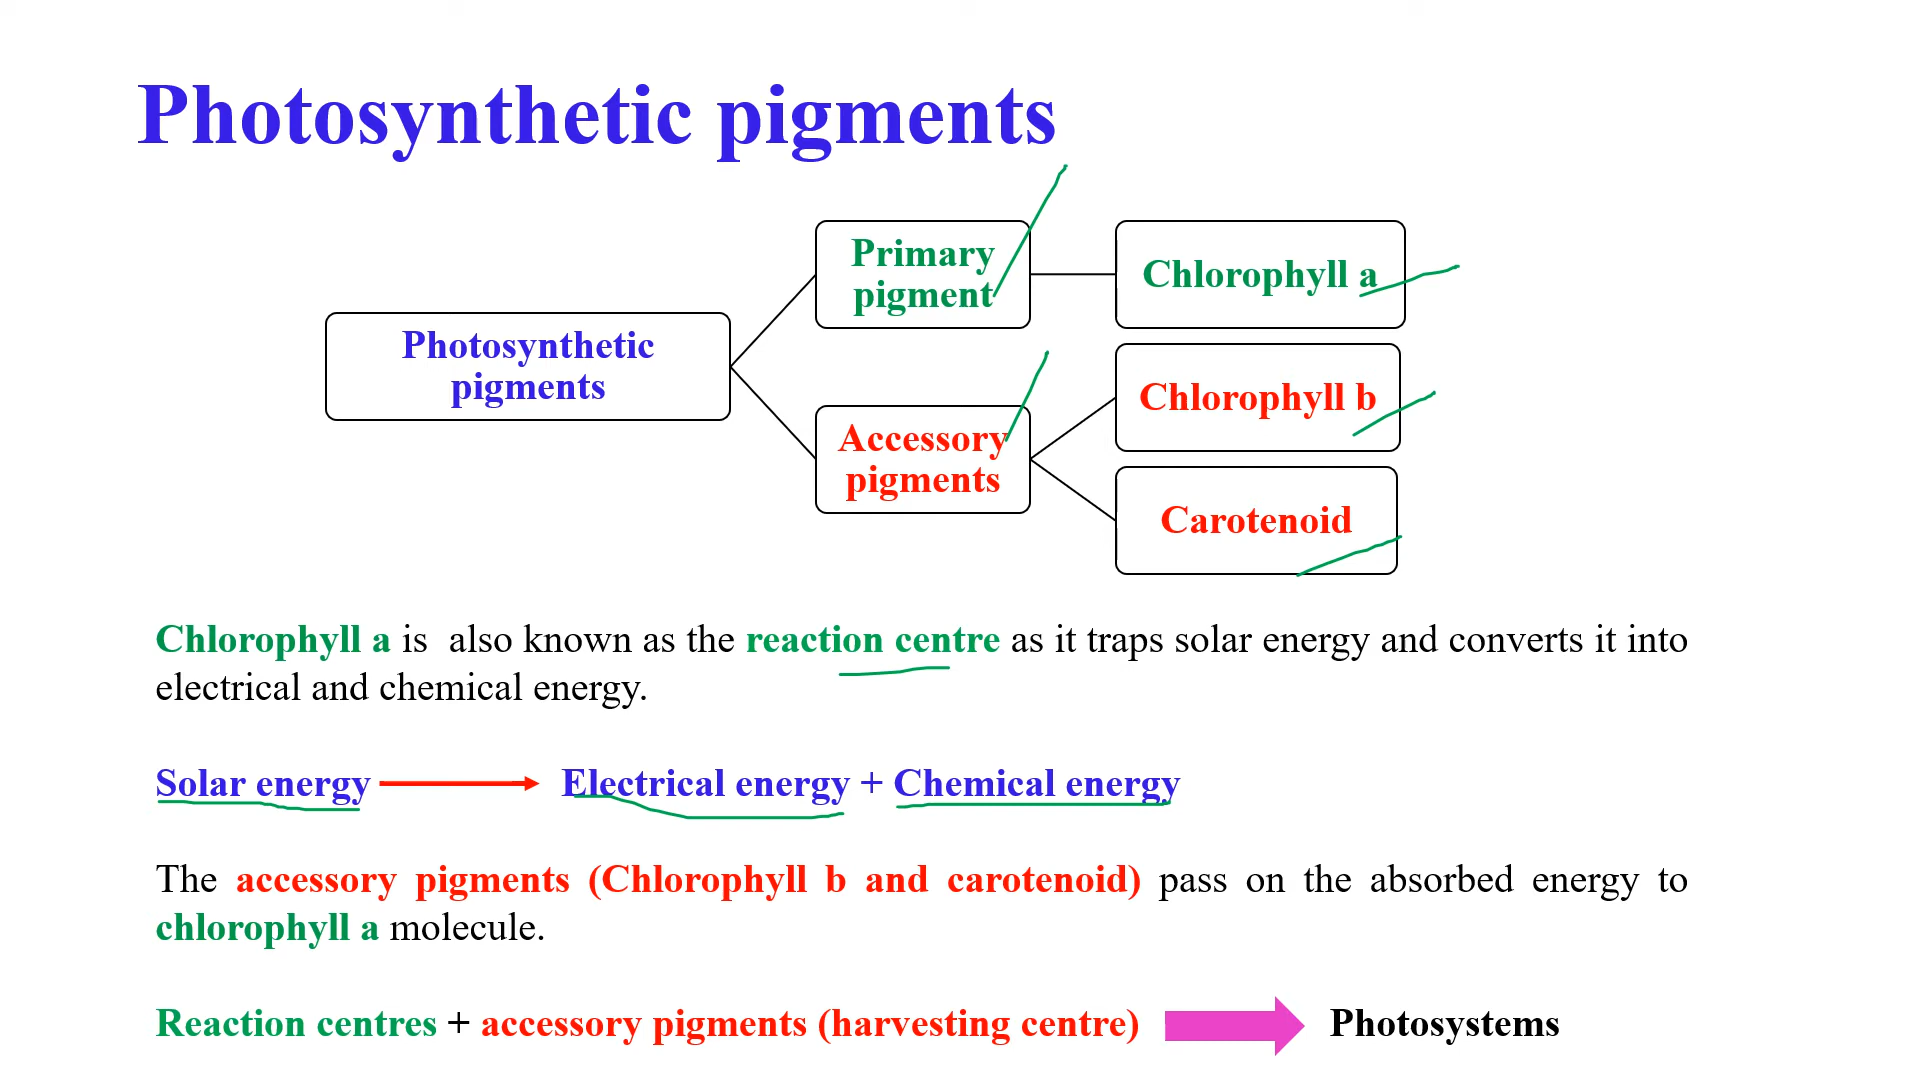 Photosynthetic pigments
Primary
pigment
Chlorophyll a
Photosynthetic
pigments
Chlorophyll b
Accessory
pigments
Carotenoid
Chlorophyll a is also known as the reaction centre as it traps solar energy and converts it into
electrical and chemical energy.
Solar energy Electrical energy + Chemical energy
The accessory pigments (Chlorophyll b and carotenoid) pass on the absorbed energy to
chlorophyll a molecule.
Reaction centres + accessory pigments (harvesting centre) Photosystems